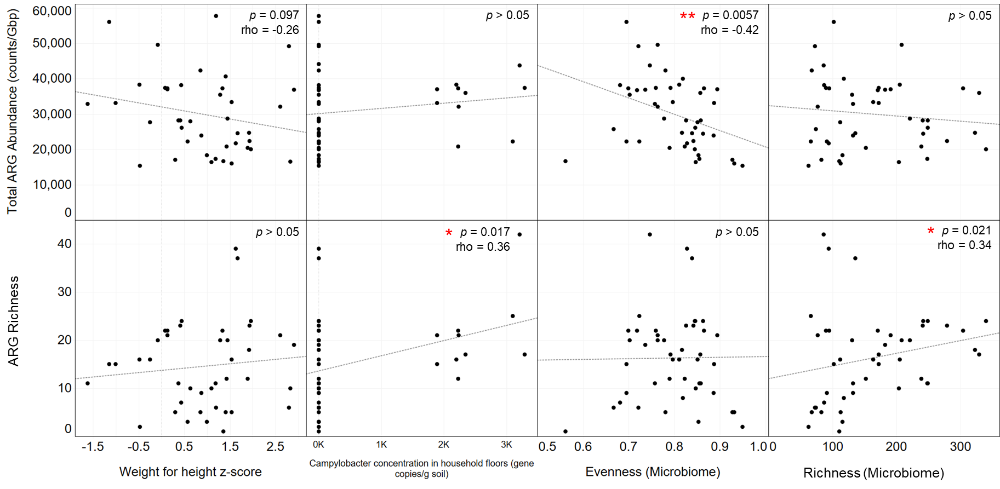 Total ARG Abundance (counts/Gbp)
60,000
50,000
40,000
30,000
20,000
10,000
0
p = 0.097
rho = -0.26
p > 0.05
** p = 0.0057
rho = -0.42
p > 0.05
ARG Richness
40
30
20
10
0
p > 0.05
* p = 0.017
rho = 0.36
p > 0.05
* p = 0.021
rho = 0.34
-1.5 -0.5 0.5 1.5 2.5
0K 1K 2K 3K
0.5 0.6 0.7 0.8 0.9 1.0
0 100 200 300
Weight for height z-score
Campylobacter concentration in household floors (gene
copies/g soil)
Evenness (Microbiome)
Richness (Microbiome)